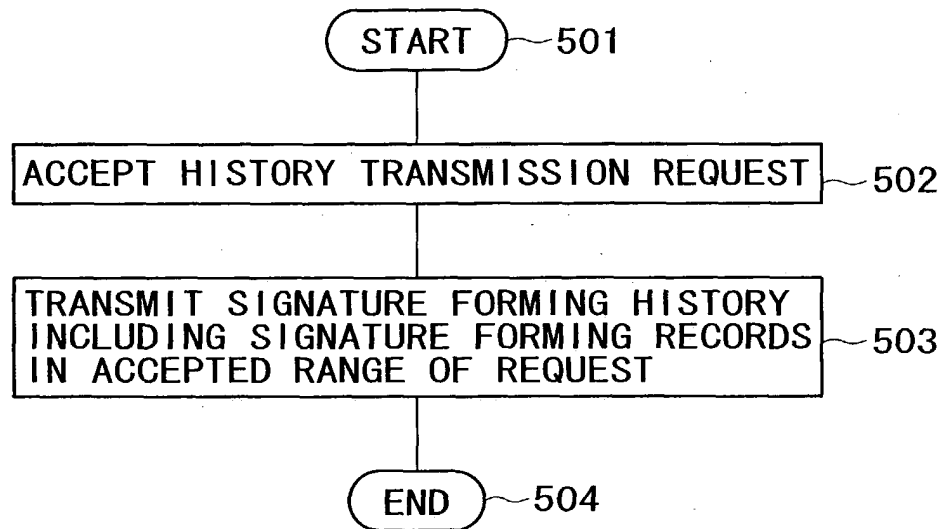 START
501
ACCEPT HISTORY TRANSMISSION REQUEST
502
TRANSMIT SIGNATURE FORMING HISTORY
INCLUDING SIGNATURE FORMING RECORDS
IN ACCEPTED RANGE OF REQUEST
503
END
504